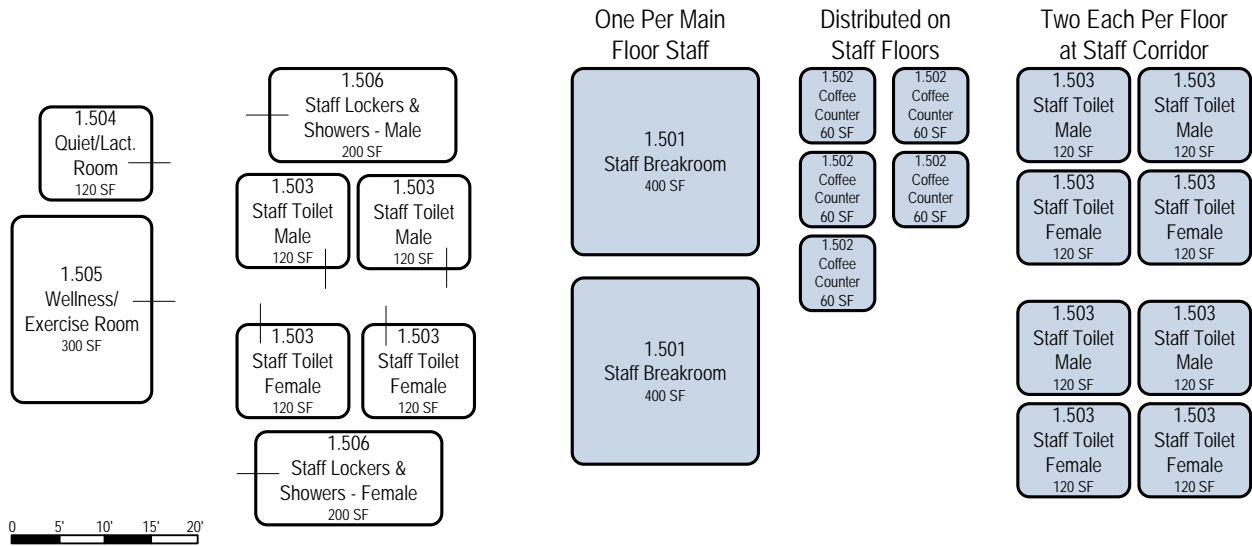 One Per Main
Floor Staff
Distributed on
Staff Floors
Two Each Per Floor
at Staff Corridor
1.504
Quiet/Lact.
Room
120 SF
1.505
Wellness/
Exercise Room
300 SF
1.506
Staff Lockers &
Showers - Male
200 SF
1.503
Staff Toilet
Male
120 SF
1.503
Staff Toilet
Male
120 SF
1.503
Staff Toilet
Female
120 SF
1.503
Staff Toilet
Female
120 SF
1.506
Staff Lockers &
Showers - Female
200 SF
1.501
Staff Breakroom
400 SF
1.501
Staff Breakroom
400 SF
1.502
Coffee
Counter
60 SF
1.502
Coffee
Counter
60 SF
1.502
Coffee
Counter
60 SF
1.502
Coffee
Counter
60 SF
1.502
Coffee
Counter
60 SF
1.503
Staff Toilet
Male
120 SF
1.503
Staff Toilet
Male
120 SF
1.503
Staff Toilet
Female
120 SF
1.503
Staff Toilet
Female
120 SF
1.503
Staff Toilet
Male
120 SF
1.503
Staff Toilet
Male
120 SF
1.503
Staff Toilet
Female
120 SF
1.503
Staff Toilet
Female
120 SF
0 5' 10' 15' 20'